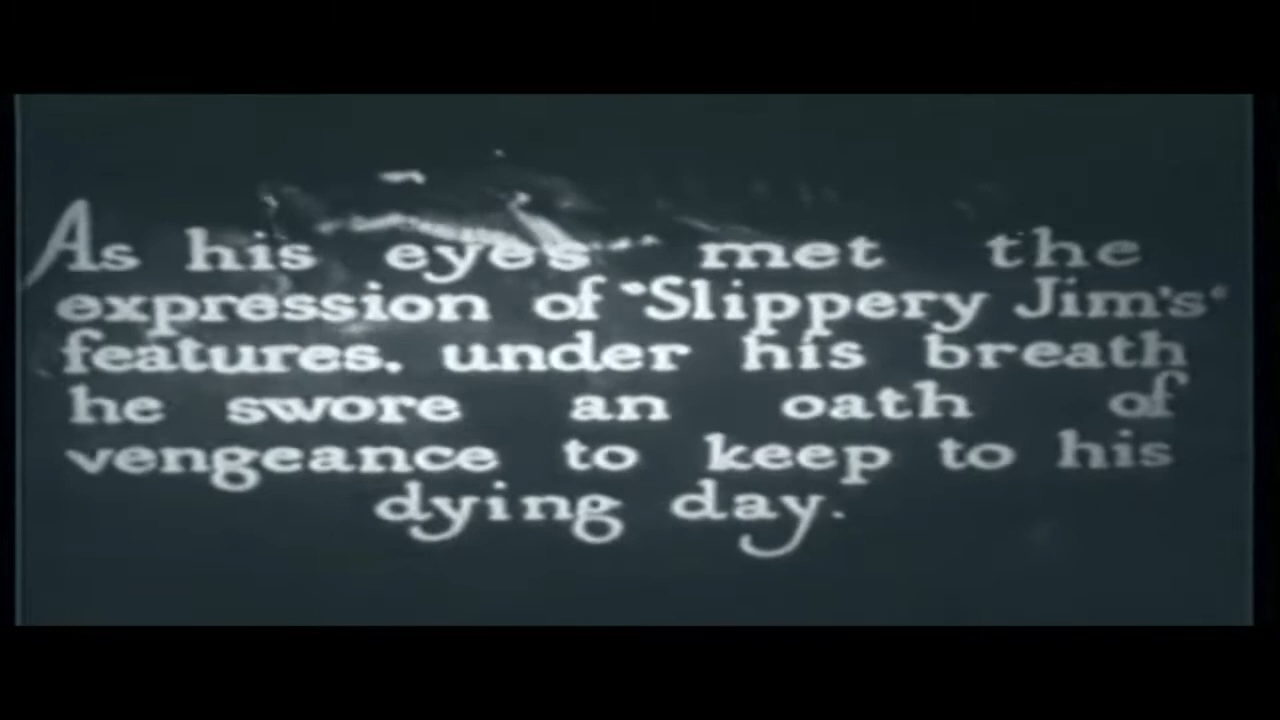 As his eyes met the
expression of "Slippery Jim's"
features. under his breath
he swore an oath of
vengeance to keep to his
dying day.